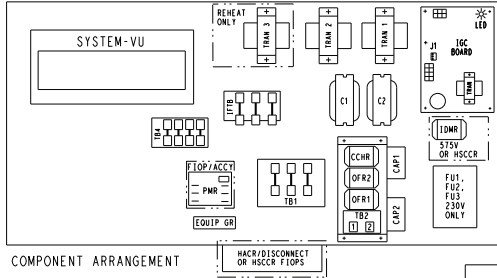 REHEAT
ONLY
TRAN 3
TRAN 2
TRAN 1
LED
SYSTEM-VU
J1
IGC
BOARD
TRAN
IFTB
C1
C2
TB4
IDMR
575V
OR HSCCR
FIOP/ACCY
PMR
TB1
CCHR
OFR2
OFR1
CAP1
FU1,
FU2,
FU3
230V
ONLY
TB2
1
2
CAP2
EQUIP GR
COMPONENT ARRANGEMENT
HACR/DISCONNECT
OR HSCCR FIOPS